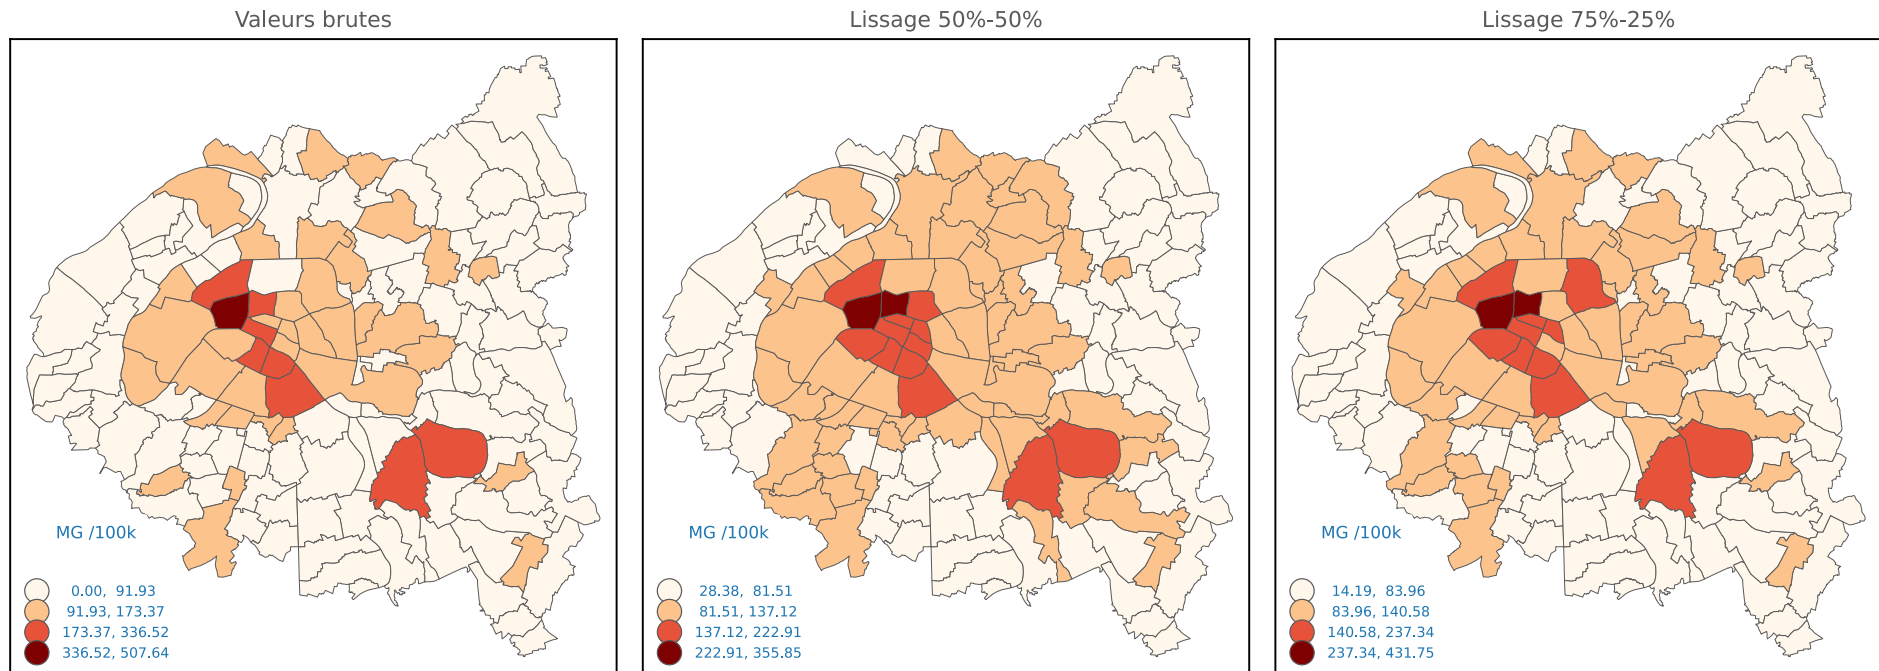 Valeurs brutes
MG /100k
0.00, 91.93
91.93, 173.37
173.37, 336.52
336.52, 507.64
Lissage 50%-50%
MG /100k
28.38, 81.51
81.51, 137.12
137.12, 222.91
222.91, 355.85
Lissage 75%-25%
MG /100k
14.19, 83.96
83.96, 140.58
140.58, 237.34
237.34, 431.75